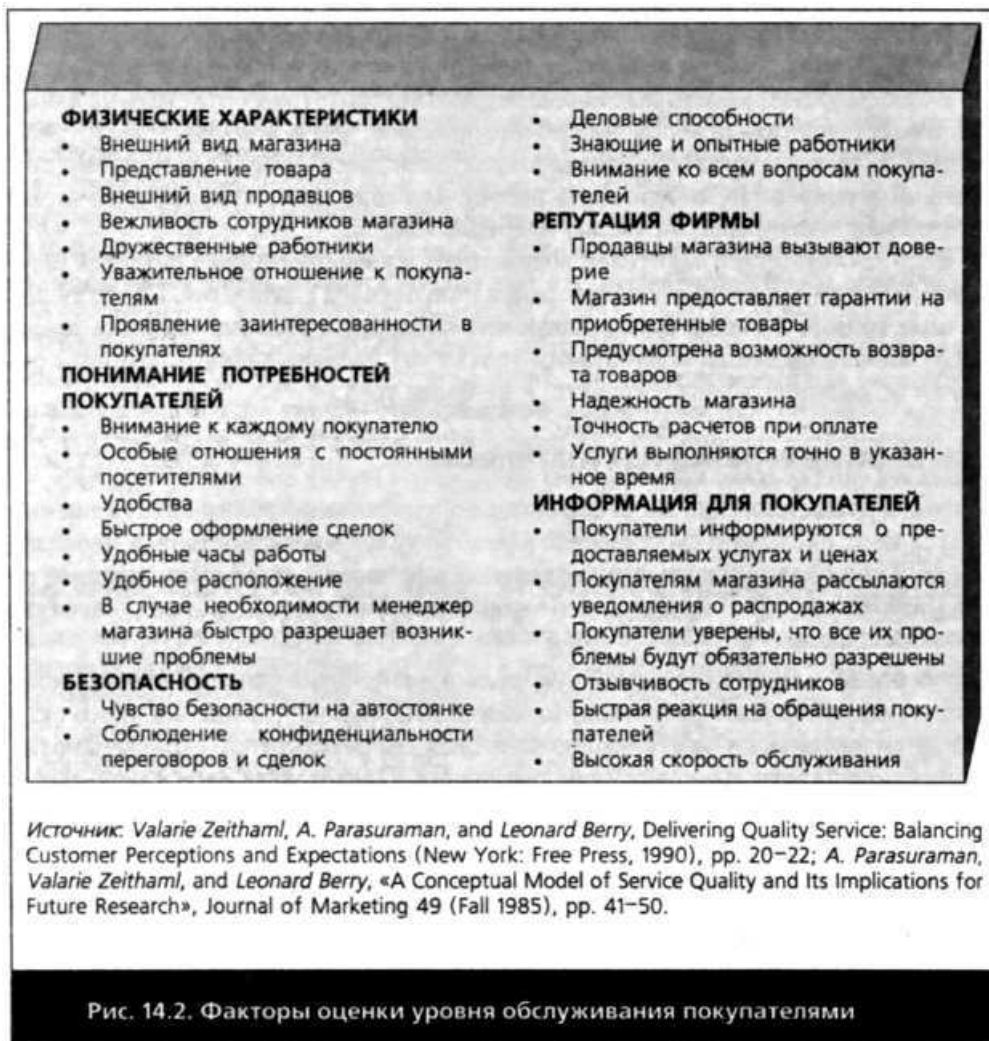 ФИЗИЧЕСКИЕ ХАРАКТЕРИСТИКИ
• Внешний вид магазина
• Представление товара
• Внешний вид продавцов
• Вежливость сотрудников магазина
• Дружественные работники
• Уважительное отношение к покупа-
телям
• Проявление заинтересованности в
покупателях
ПОНИМАНИЕ ПОТРЕБНОСТЕЙ
ПОКУПАТЕЛЕЙ
• Внимание к каждому покупателю
• Особые отношения с постоянными
посетителями
• Удобства
• Быстрое оформление сделок
• Удобные часы работы
• Удобное расположение
• В случае необходимости менеджер
магазина быстро разрешает возник-
шие проблемы
БЕЗОПАСНОСТЬ
• Чувство безопасности на автостоянке
• Соблюдение конфиденциальности
переговоров и сделок
• Деловые способности
• Знающие и опытные работники
• Внимание ко всем вопросам покупа-
телей
РЕПУТАЦИЯ ФИРМЫ
• Продавцы магазина вызывают дове-
рие
• Магазин предоставляет гарантии на
приобретенные товары
• Предусмотрена возможность возвра-
та товаров
• Надежность магазина
• Точность расчетов при оплате
• Услуги выполняются точно в указан-
ное время
ИНФОРМАЦИЯ ДЛЯ ПОКУПАТЕЛЕЙ
• Покупатели информируются о пре-
доставляемых услугах и ценах
• Покупателям магазина рассылаются
уведомления о распродажах
• Покупатели уверены, что все их про-
блемы будут обязательно разрешены
• Отзывчивость сотрудников
• Быстрая реакция на обращения поку-
пателей
• Высокая скорость обслуживания
Источник: Valarie Zeithaml, A. Parasuraman, and Leonard Berry, Delivering Quality Service: Balancing
Customer Perceptions and Expectations (New York: Free Press, 1990), pp. 20–22; A. Parasuraman,
Valarie Zeithaml, and Leonard Berry, «A Conceptual Model of Service Quality and Its Implications for
Future Research», Journal of Marketing 49 (Fall 1985), pp. 41–50.
Рис. 14.2. Факторы оценки уровня обслуживания покупателями